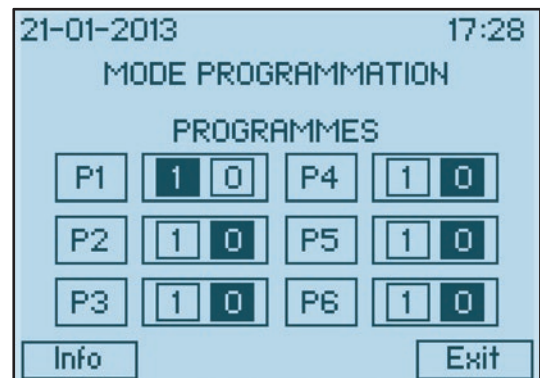 21-01-2013 17:28
MODE PROGRAMMATION
PROGRAMMES
P1 1 0 P4 1 0
P2 1 0 P5 1 0
P3 1 0 P6 1 0
Info Exit